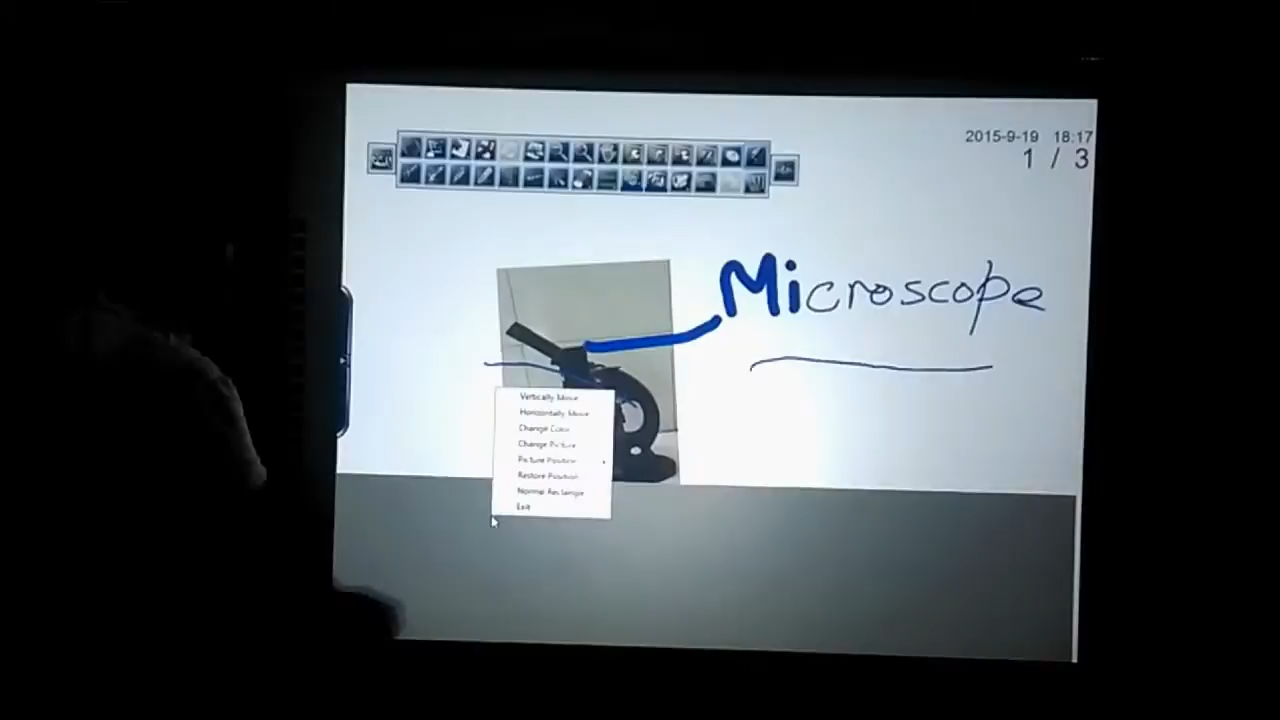 2015-9-19 18:17
1 / 3
Microscope
Vertically Move
Horizontally Move
Change Color
Change Picture
Picture Position
Restore Position
Normal Rectangle
Exit